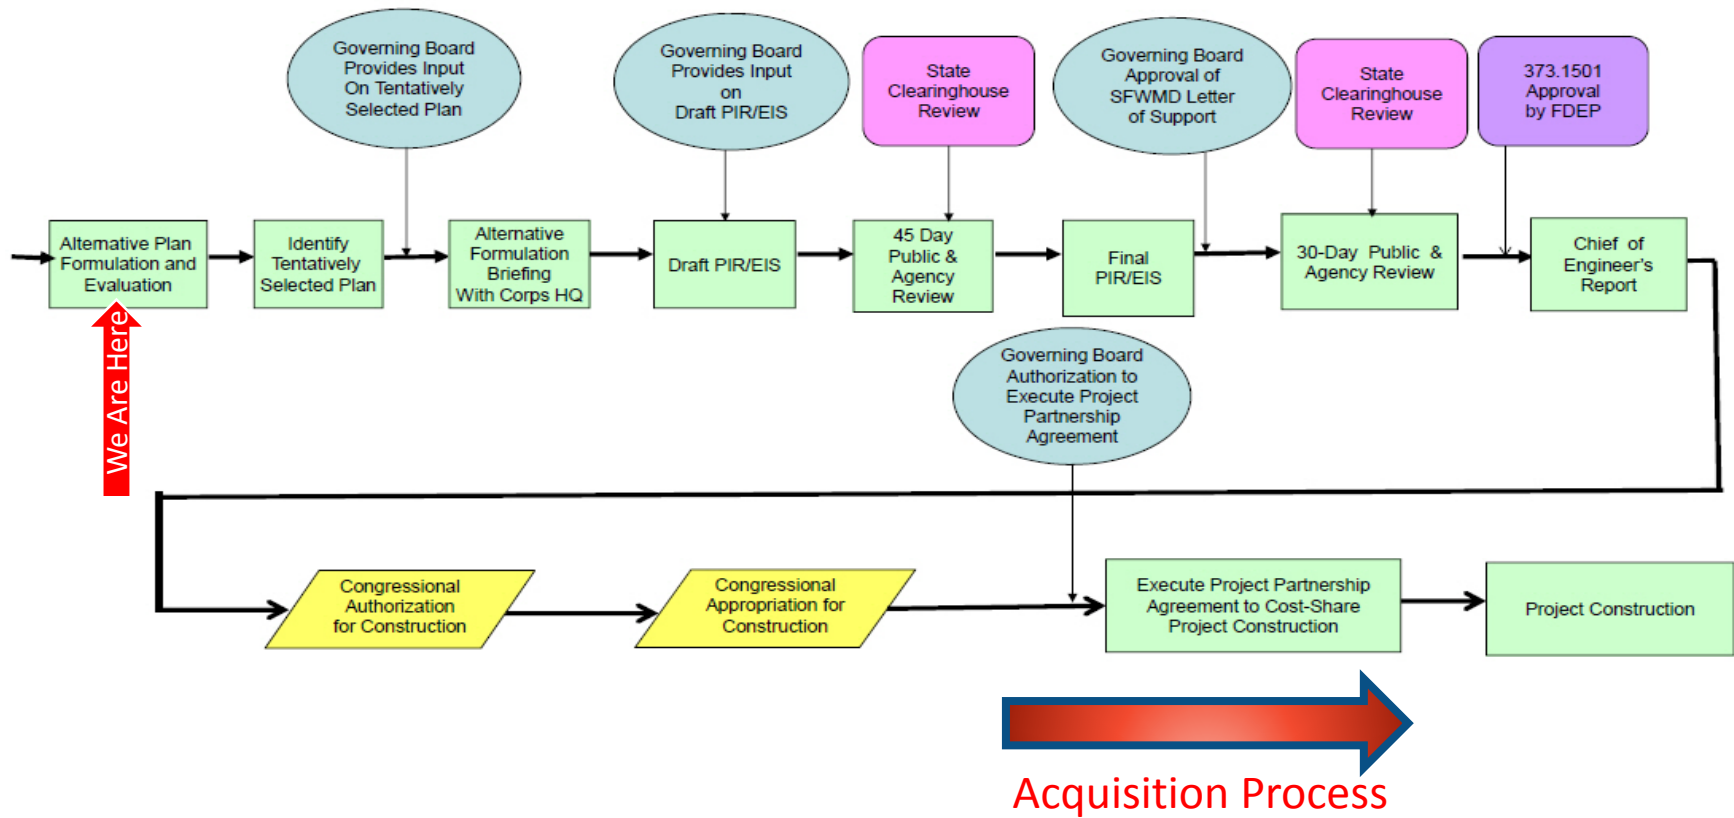 Governing Board
Provides Input
On Tentatively
Selected Plan
Governing Board
Provides Input
on
Draft PIR/EIS
State
Clearinghouse
Review
Governing Board
Approval of
SFWMD Letter
of Support
State
Clearinghouse
Review
373.1501
Approval
by FDEP
Alternative Plan
Formulation and
Evaluation
Identify
Tentatively
Selected Plan
Alternative
Formulation
Briefing
With Corps HQ
Draft PIR/EIS
45 Day
Public &
Agency
Review
Final
PIR/EIS
30-Day Public &
Agency Review
Chief of
Engineer's
Report
We Are Here
Governing Board
Authorization to
Execute Project
Partnership
Agreement
Congressional
Authorization
for Construction
Congressional
Appropriation for
Construction
Execute Project Partnership
Agreement to Cost-Share
Project Construction
Project Construction
Acquisition Process